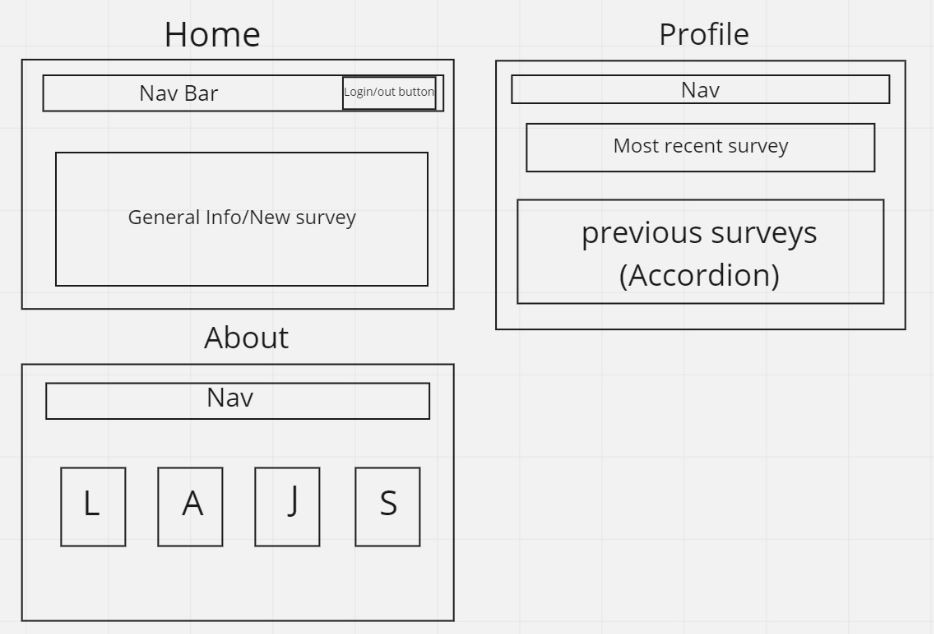 Home
Nav Bar
Login/out button
General Info/New survey
Profile
Nav
Most recent survey
previous surveys
(Accordion)
About
Nav
L A J S